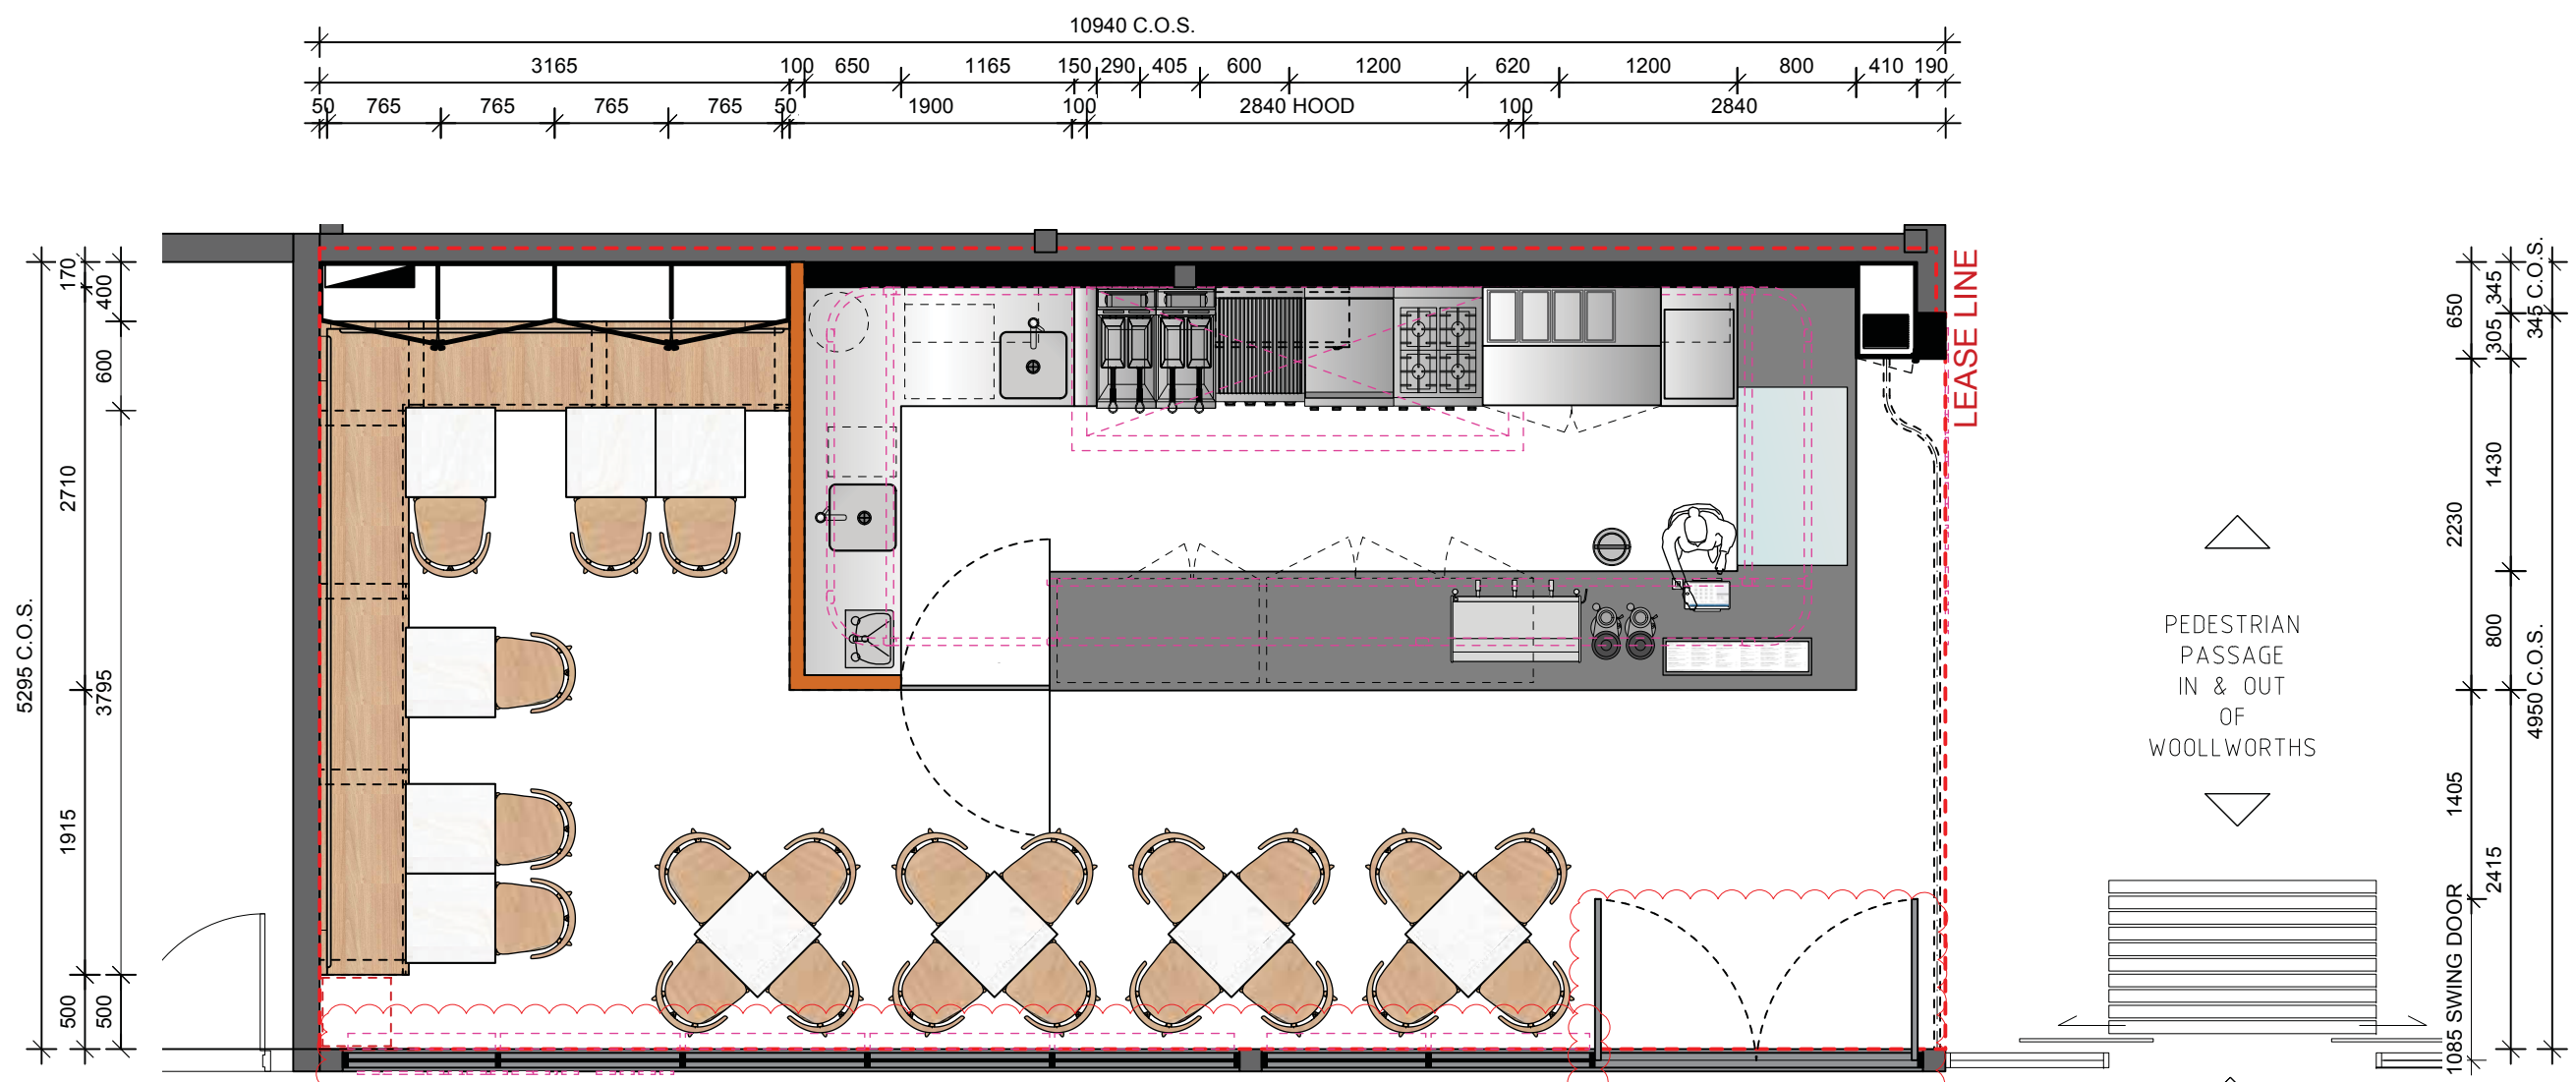 10940 C.O.S.
3165 100 650 1165 150 290 405 600 1200 620 1200 800 410 190
50 765 765 765 765 50 1900 100 2840 HOOD 100 2840
5295 C.O.S.
170 2710 1915 500
400 600 3795 500
LEASE LINE
PEDESTRIAN
PASSAGE
IN & OUT
OF
WOOLLWORTHS
650 2230 1405 1085 SWING DOOR
345 305 1430 800 2415
345 C.O.S. 4950 C.O.S.